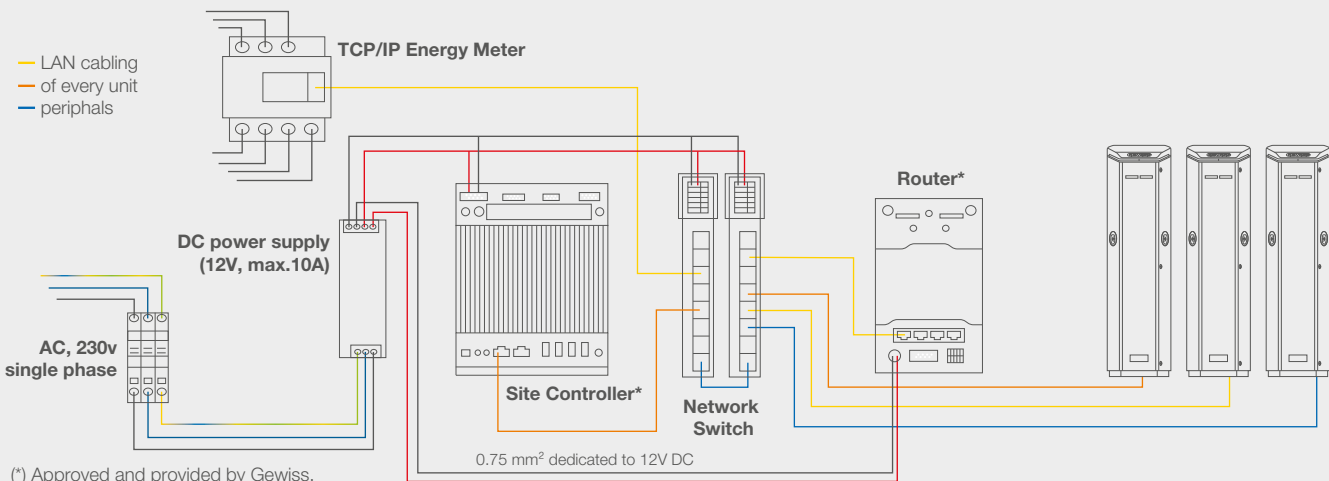 TCP/IP Energy Meter
LAN cabling
of every unit
periphals
DC power supply
(12V, max.10A)
Router*
AC, 230v
single phase
Site Controller*
Network
Switch
0.75 mm² dedicated to 12V DC
(*) Approved and provided by Gewiss.